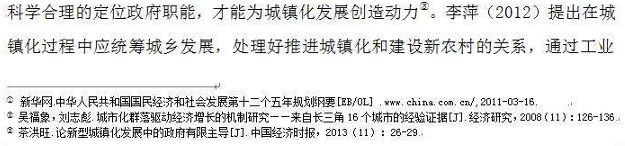 科学合理的定位政府职能，才能为城镇化发展创造动力②。李萍（2012）提出在城
镇化过程中应统筹城乡发展，处理好推进城镇化和建设新农村的关系，通过工业
① 新华网.中华人民共和国国民经济和社会发展第十二个五年规划纲要[EB/OL] .www.china.com.cn/,2011-03-16.
② 吴福象，刘志彪.城市化群落驱动经济增长的机制研究——来自长三角 16 个城市的经验证据[J].经济研究，2008（11）：126-136.
③ 茶洪旺.论新型城镇化发展中的政府有限主导[J].中国经济时报，2013（11）：26-29.